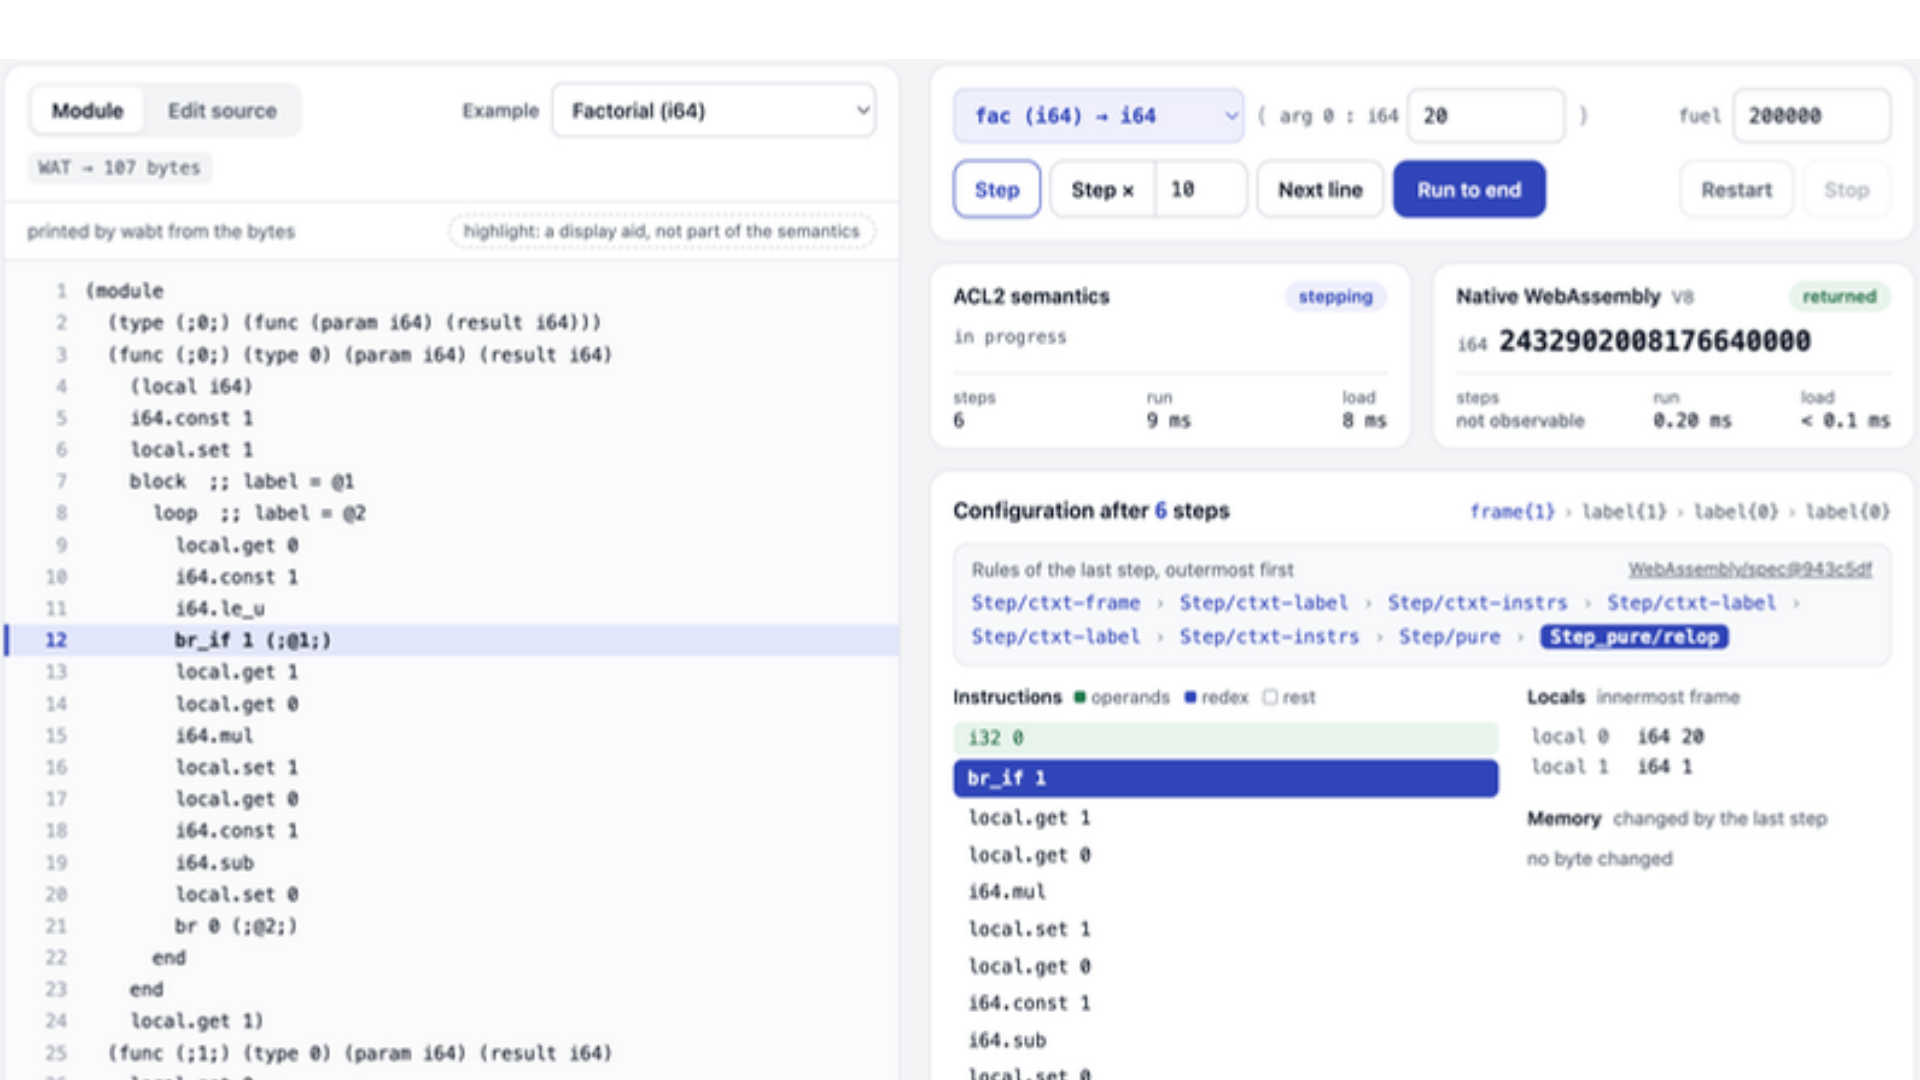 Module Edit source Example Factorial (i64)
WAT → 107 bytes
printed by wabt from the bytes highlight: a display aid, not part of the semantics
1 (module
2 (type (;0;) (func (param i64) (result i64)))
3 (func (;0;) (type 0) (param i64) (result i64)
4 (local i64)
5 i64.const 1
6 local.set 1
7 block ;; label = @1
8 loop ;; label = @2
9 local.get 0
10 i64.const 1
11 i64.le_u
12 br_if 1 (;@1;)
13 local.get 1
14 local.get 0
15 i64.mul
16 local.set 1
17 local.get 0
18 i64.const 1
19 i64.sub
20 local.set 0
21 br 0 (;@2;)
22 end
23 end
24 local.get 1)
25 (func (;1;) (type 0) (param i64) (result i64)
fac (i64) → i64 ( arg 0 : i64 20 ) fuel 200000
Step Step × 10 Next line Run to end Restart Stop
ACL2 semantics stepping
in progress
steps run load
6 9 ms 8 ms
Native WebAssembly V8 returned
i64 2432902008176640000
steps run load
not observable 0.20 ms < 0.1 ms
Configuration after 6 steps frame{1} › label{1} › label{0} › label{0}
Rules of the last step, outermost first WebAssembly/spec@943c5df
Step/ctxt-frame › Step/ctxt-label › Step/ctxt-instrs › Step/ctxt-label ›
Step/ctxt-label › Step/ctxt-instrs › Step/pure › Step_pure/relop
Instructions operands redex rest
i32 0
br_if 1
local.get 1
local.get 0
i64.mul
local.set 1
local.get 0
i64.const 1
i64.sub
local.set 0
Locals innermost frame
local 0 i64 20
local 1 i64 1
Memory changed by the last step
no byte changed